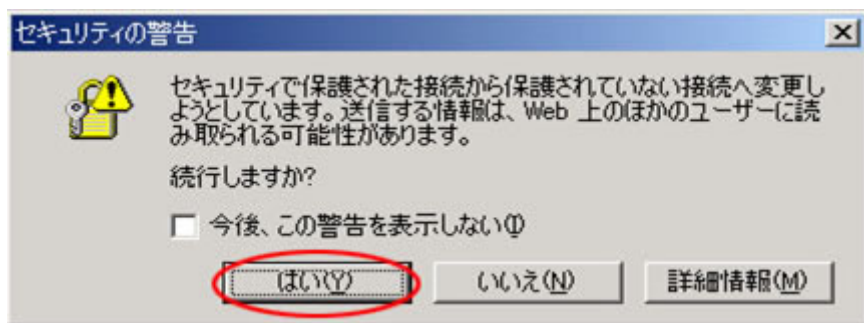 セキュリティの警告
セキュリティで保護された接続から保護されていない接続へ変更し
ようとしています。送信する情報は、Web 上のほかのユーザーに読
み取られる可能性があります。
続行しますか?
今後、この警告を表示しない(I)
はい(Y) いいえ(N) 詳細情報(M)